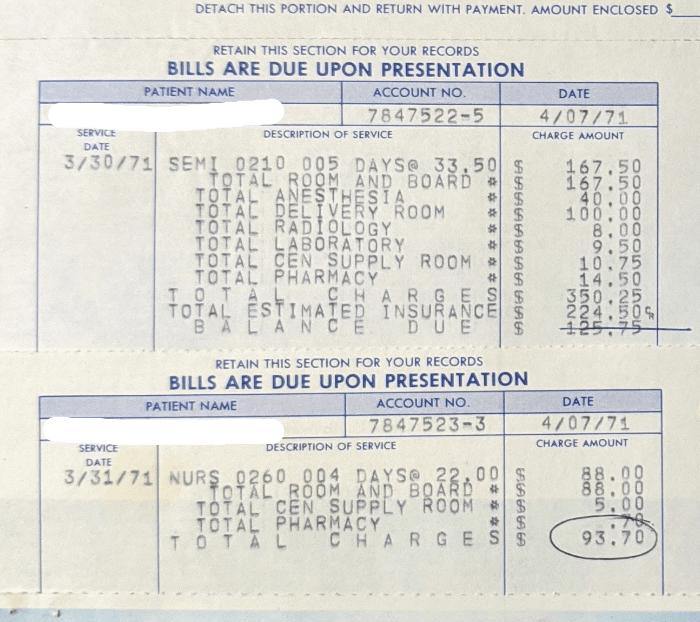 DETACH THIS PORTION AND RETURN WITH PAYMENT. AMOUNT ENCLOSED $
RETAIN THIS SECTION FOR YOUR RECORDS
BILLS ARE DUE UPON PRESENTATION
PATIENT NAME ACCOUNT NO. DATE
7847522-5 4/07/71
SERVICE DATE DESCRIPTION OF SERVICE CHARGE AMOUNT
3/30/71 SEMI 0210 005 DAYS@ 33.50 $ 167.50
TOTAL ROOM AND BOARD * $ 167.50
TOTAL ANESTHESIA * $ 40.00
TOTAL DELIVERY ROOM * $ 100.00
TOTAL RADIOLOGY * $ 8.00
TOTAL LABORATORY * $ 9.50
TOTAL CEN SUPPLY ROOM * $ 10.75
TOTAL PHARMACY * $ 14.50
TOTAL CHARGES $ 350.25
TOTAL ESTIMATED INSURANCE $ 224.50CR
BALANCE DUE $ 125.75
RETAIN THIS SECTION FOR YOUR RECORDS
BILLS ARE DUE UPON PRESENTATION
PATIENT NAME ACCOUNT NO. DATE
7847523-3 4/07/71
SERVICE DATE DESCRIPTION OF SERVICE CHARGE AMOUNT
3/31/71 NURS 0260 004 DAYS@ 22.00 $ 88.00
TOTAL ROOM AND BOARD * $ 88.00
TOTAL CEN SUPPLY ROOM * $ 5.00
TOTAL PHARMACY * $ .70
TOTAL CHARGES $ 93.70